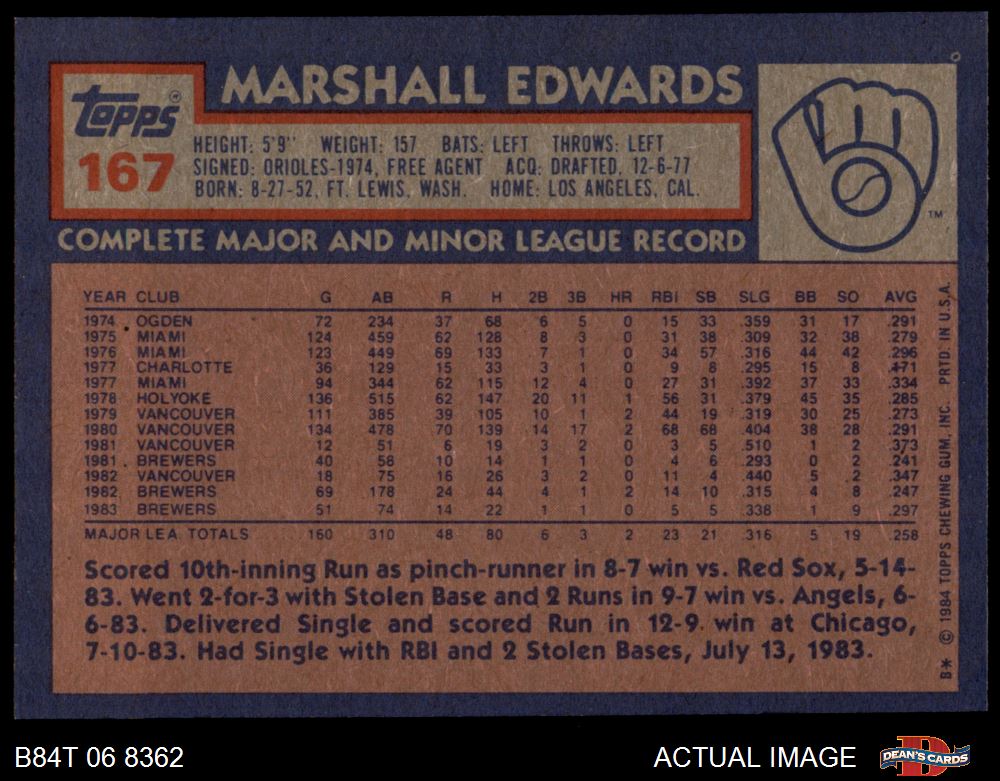 TOPPS®
167
MARSHALL EDWARDS
HEIGHT: 5'9" WEIGHT: 157 BATS: LEFT THROWS: LEFT
SIGNED: ORIOLES-1974, FREE AGENT ACQ: DRAFTED, 12-6-77
BORN: 8-27-52, FT. LEWIS, WASH. HOME: LOS ANGELES, CAL.
TM
COMPLETE MAJOR AND MINOR LEAGUE RECORD
YEAR CLUB G AB R H 2B 3B HR RBI SB SLG BB SO AVG
1974 OGDEN 72 234 37 68 6 5 0 15 33 .359 31 17 .291
1975 MIAMI 124 459 62 128 8 3 0 31 38 .309 32 38 .279
1976 MIAMI 123 449 69 133 7 1 0 34 57 .316 44 42 .296
1977 CHARLOTTE 36 129 15 33 3 1 0 9 8 .295 15 8 .471
1977 MIAMI 94 344 62 115 12 4 0 27 31 .392 37 33 .334
1978 HOLYOKE 136 515 62 147 20 11 1 56 31 .379 45 35 .285
1979 VANCOUVER 111 385 39 105 10 1 2 44 19 .319 30 25 .273
1980 VANCOUVER 134 478 70 139 14 17 2 68 68 .404 38 28 .291
1981 VANCOUVER 12 51 6 19 3 2 0 3 5 .510 1 2 .373
1981 BREWERS 40 58 10 14 1 1 0 4 6 .293 0 2 .241
1982 VANCOUVER 18 75 16 26 3 2 0 11 4 .440 5 2 .347
1982 BREWERS 69 178 24 44 4 1 2 14 10 .315 4 8 .247
1983 BREWERS 51 74 14 22 1 1 0 5 5 .338 1 9 .297
MAJOR LEA. TOTALS 160 310 48 80 6 3 2 23 21 .316 5 19 .258
Scored 10th-inning Run as pinch-runner in 8-7 win vs. Red Sox, 5-14-
83. Went 2-for-3 with Stolen Base and 2 Runs in 9-7 win vs. Angels, 6-
6-83. Delivered Single and scored Run in 12-9 win at Chicago,
7-10-83. Had Single with RBI and 2 Stolen Bases, July 13, 1983.
B* © 1984 TOPPS CHEWING GUM, INC. PRTD. IN U.S.A.
B84T 06 8362
ACTUAL IMAGE
DEAN'S CARDS